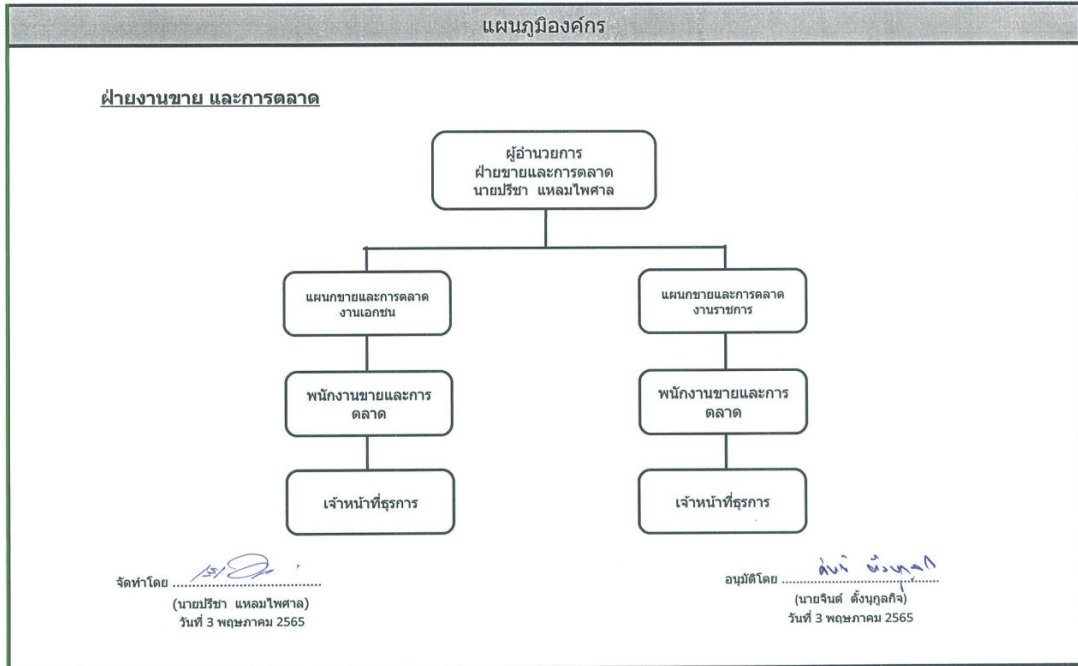 แผนภูมิองค์กร
ฝ่ายงานขาย และการตลาด
ผู้อำนวยการ
ฝ่ายขายและการตลาด
นายปรีชา แหลมไพศาล
แผนกขายและการตลาด
งานเอกชน
แผนกขายและการตลาด
งานราชการ
พนักงานขายและการ
ตลาด
พนักงานขายและการ
ตลาด
เจ้าหน้าที่ธุรการ
เจ้าหน้าที่ธุรการ
จัดทำโดย ..................................
(นายปรีชา แหลมไพศาล)
วันที่ 3 พฤษภาคม 2565
อนุมัติโดย ..................................
(นายจินต์ ตั้งนุกูลกิจ)
วันที่ 3 พฤษภาคม 2565